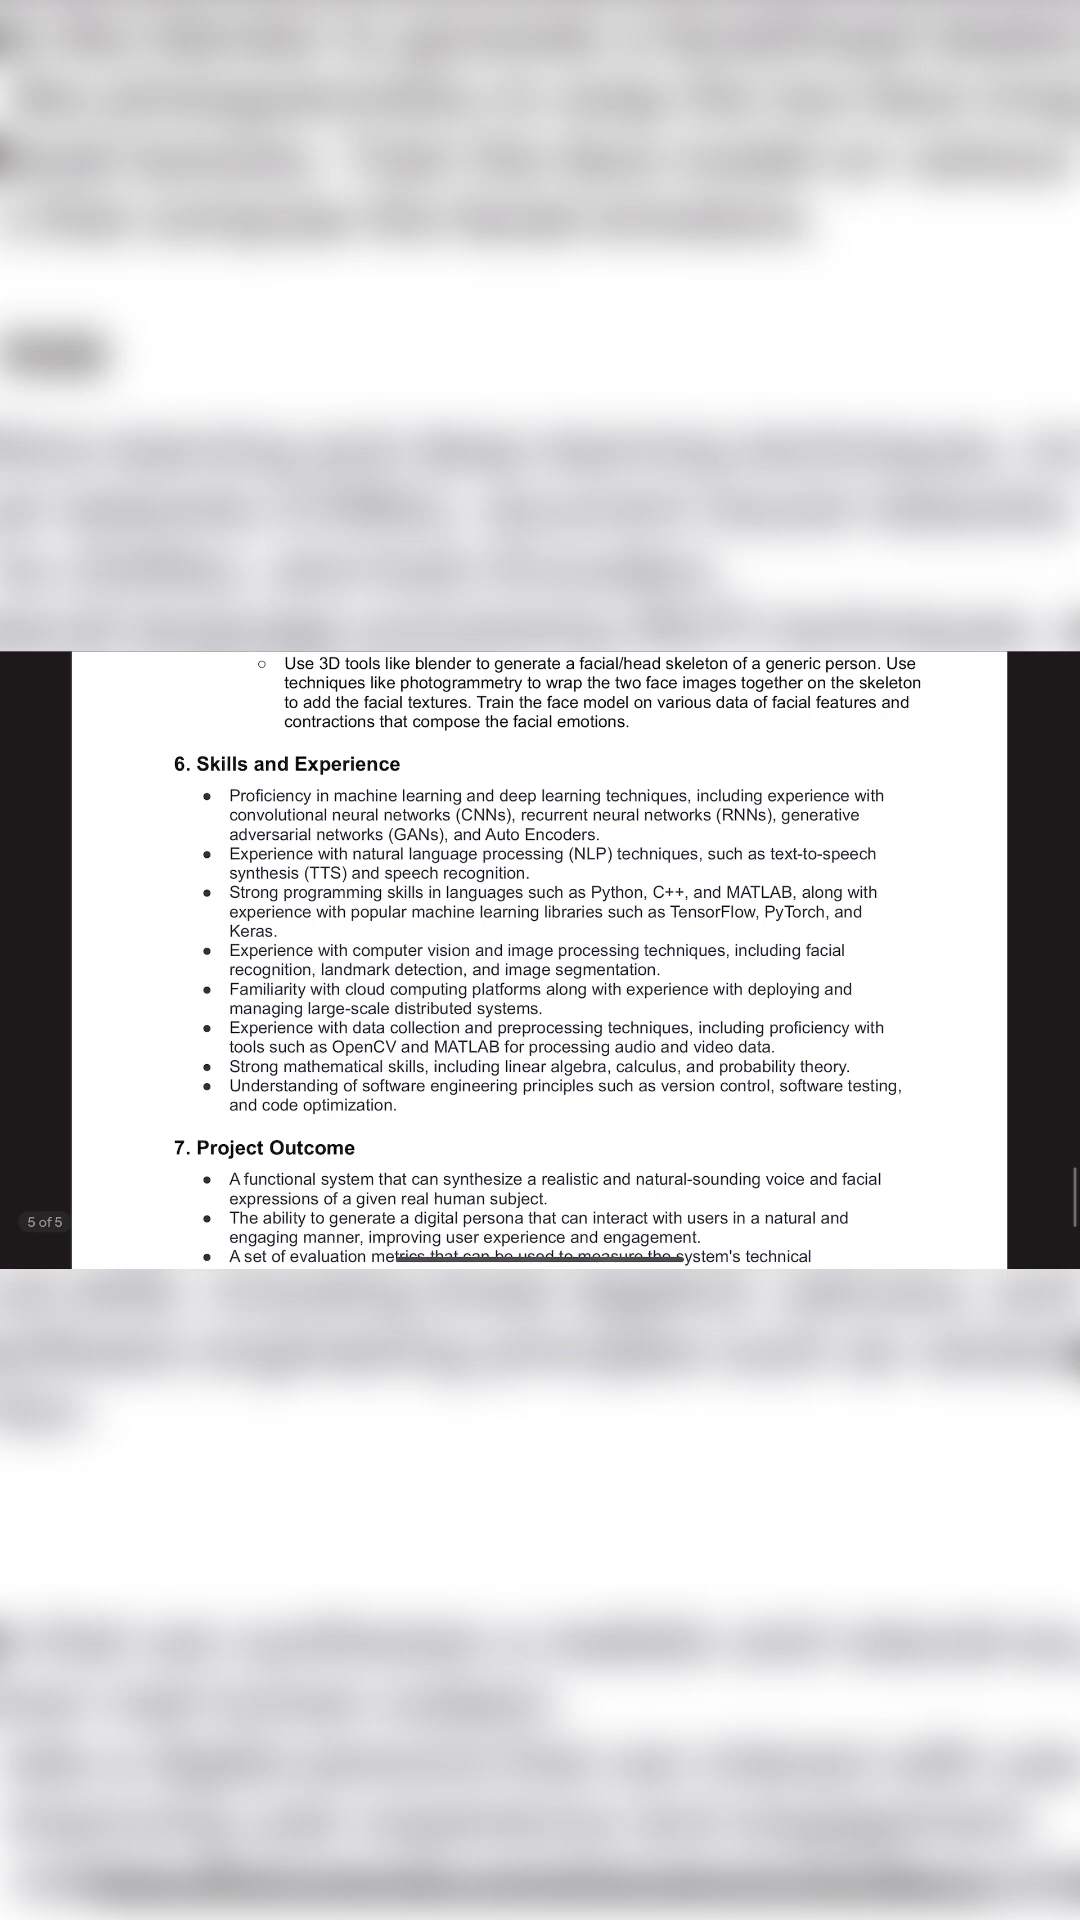 ○ Use 3D tools like blender to generate a facial/head skeleton of a generic person. Use
techniques like photogrammetry to wrap the two face images together on the skeleton
to add the facial textures. Train the face model on various data of facial features and
contractions that compose the facial emotions.
6. Skills and Experience
● Proficiency in machine learning and deep learning techniques, including experience with
convolutional neural networks (CNNs), recurrent neural networks (RNNs), generative
adversarial networks (GANs), and Auto Encoders.
● Experience with natural language processing (NLP) techniques, such as text-to-speech
synthesis (TTS) and speech recognition.
● Strong programming skills in languages such as Python, C++, and MATLAB, along with
experience with popular machine learning libraries such as TensorFlow, PyTorch, and
Keras.
● Experience with computer vision and image processing techniques, including facial
recognition, landmark detection, and image segmentation.
● Familiarity with cloud computing platforms along with experience with deploying and
managing large-scale distributed systems.
● Experience with data collection and preprocessing techniques, including proficiency with
tools such as OpenCV and MATLAB for processing audio and video data.
● Strong mathematical skills, including linear algebra, calculus, and probability theory.
● Understanding of software engineering principles such as version control, software testing,
and code optimization.
7. Project Outcome
● A functional system that can synthesize a realistic and natural-sounding voice and facial
expressions of a given real human subject.
● The ability to generate a digital persona that can interact with users in a natural and
engaging manner, improving user experience and engagement.
● A set of evaluation metrics that can be used to measure the system's technical
5 of 5